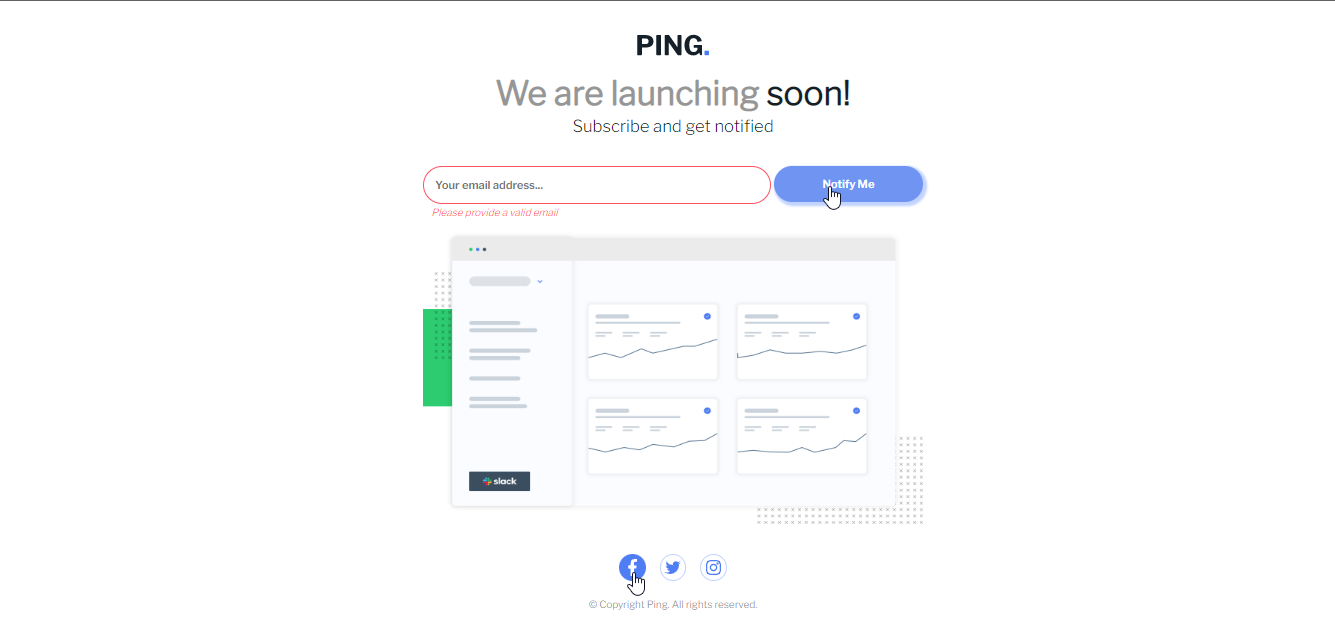 PING.
We are launching soon!
Subscribe and get notified
Your email address...
Notify Me
Please provide a valid email
slack
© Copyright Ping. All rights reserved.